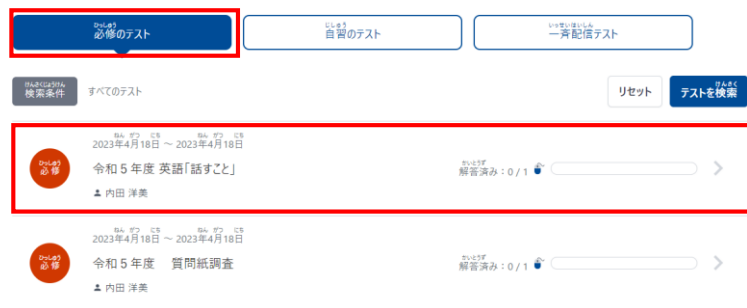 ひっしゅう じしゅう いっせいはいしん
必修のテスト 自習のテスト 一斉配信テスト
けんさくじょうけん けんさく
検索条件 すべてのテスト リセット テストを検索
ねん がつ にち ねん がつ にち
2023年4月18日 ～ 2023年4月18日
ひっしゅう かいとうず
必修 令和5年度 英語「話すこと」 解答済み:0/1
内田 洋美
ねん がつ にち ねん がつ にち
2023年4月18日 ～ 2023年4月18日
ひっしゅう かいとうず
必修 令和5年度 質問紙調査 解答済み:0/1
内田 洋美